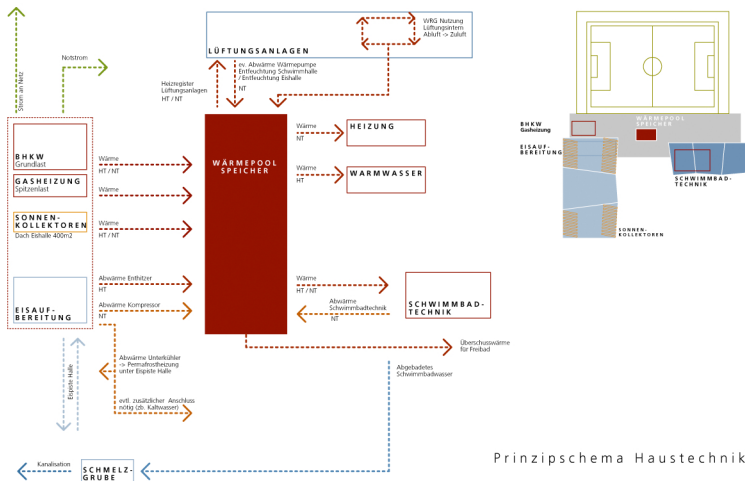 Strom an Netz
Notstrom
LÜFTUNGSANLAGEN
WRG Nutzung
Lüftungsintern
Abluft -> Zuluft
ev. Abwärme Wärmepumpe
Entfeuchtung Schwimmhalle
/ Entfeuchtung Eishalle
NT
Heizregister
Lüftungsanlagen
HT / NT
BHKW
Grundlast
GASHEIZUNG
Spitzenlast
SONNEN-
KOLLEKTOREN
Dach Eishalle 400m2
EISAUF-
BEREITUNG
Wärme
HT / NT
Wärme
Wärme
HT / NT
Abwärme Enthitzer
HT
Abwärme Kompressor
NT
WÄRMEPOOL
SPEICHER
Wärme
NT
HEIZUNG
Wärme
HT
WARMWASSER
Wärme
HT / NT
Abwärme
Schwimmbadtechnik
NT
SCHWIMMBAD-
TECHNIK
Überschusswärme
für Freibad
Abgebadetes
Schwimmbadwasser
Eispiste Halle
Abwärme Unterkühler
-> Permafrostheizung
unter Eispiste Halle
evtl. zusätzlicher Anschluss
nötig (zb. Kaltwasser)
Kanalisation
SCHMELZ-
GRUBE
WÄRMEPOOL
SPEICHER
BHKW
Gasheizung
EISAUF-
BEREITUNG
SCHWIMMBAD-
TECHNIK
SONNEN-
KOLLEKTOREN
Prinzipschema Haustechnik